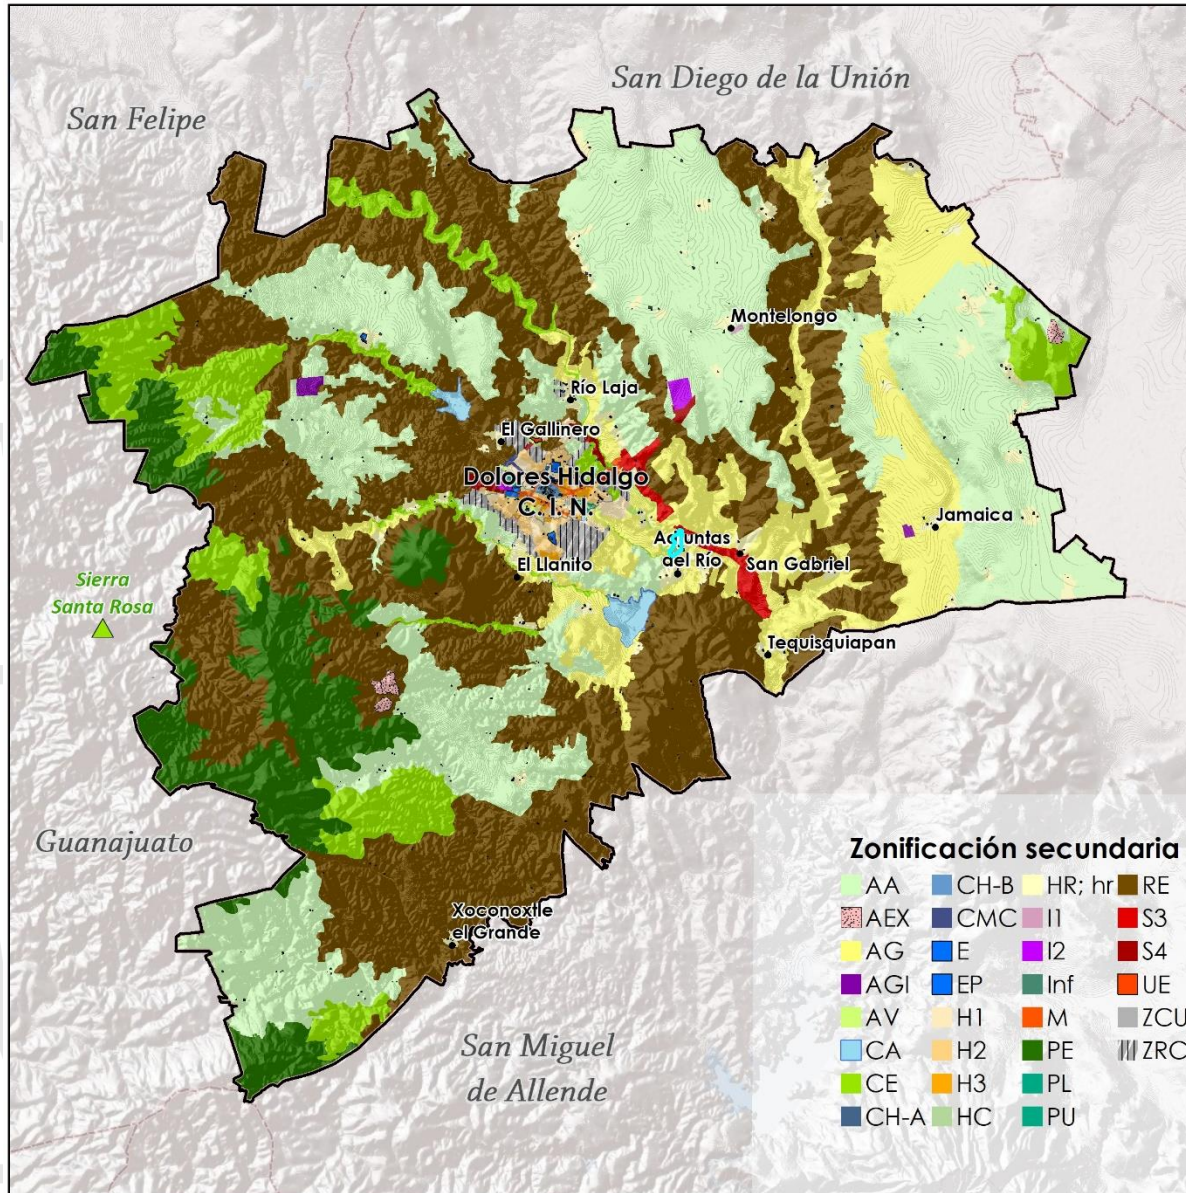 San Diego de la Unión
San Felipe
Montelongo
Río Laja
El Gallinero
Dolores Hidalgo
C. I. N.
Jamaica
Adjuntas
del Río
San Gabriel
El Llanito
Sierra
Santa Rosa
Tequisquiapan
Guanajuato
Xoconoxtle
el Grande
San Miguel
de Allende
Zonificación secundaria
AA CH-B HR; hr RE
AEX CMC I1 S3
AG E I2 S4
AGI EP Inf UE
AV H1 M ZCU
CA H2 PE ZRC
CE H3 PL
CH-A HC PU